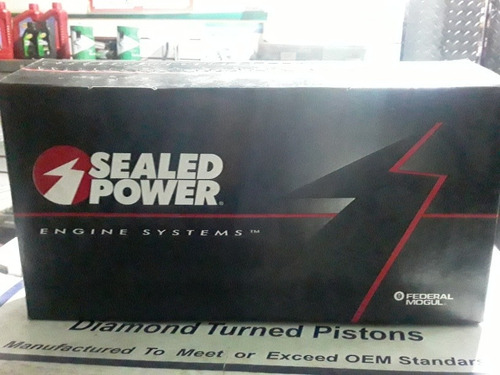 SEALED
POWER®
ENGINE SYSTEMS™
FEDERAL
MOGUL
Diamond Turned Pistons
Manufactured To Meet or Exceed OEM Standar